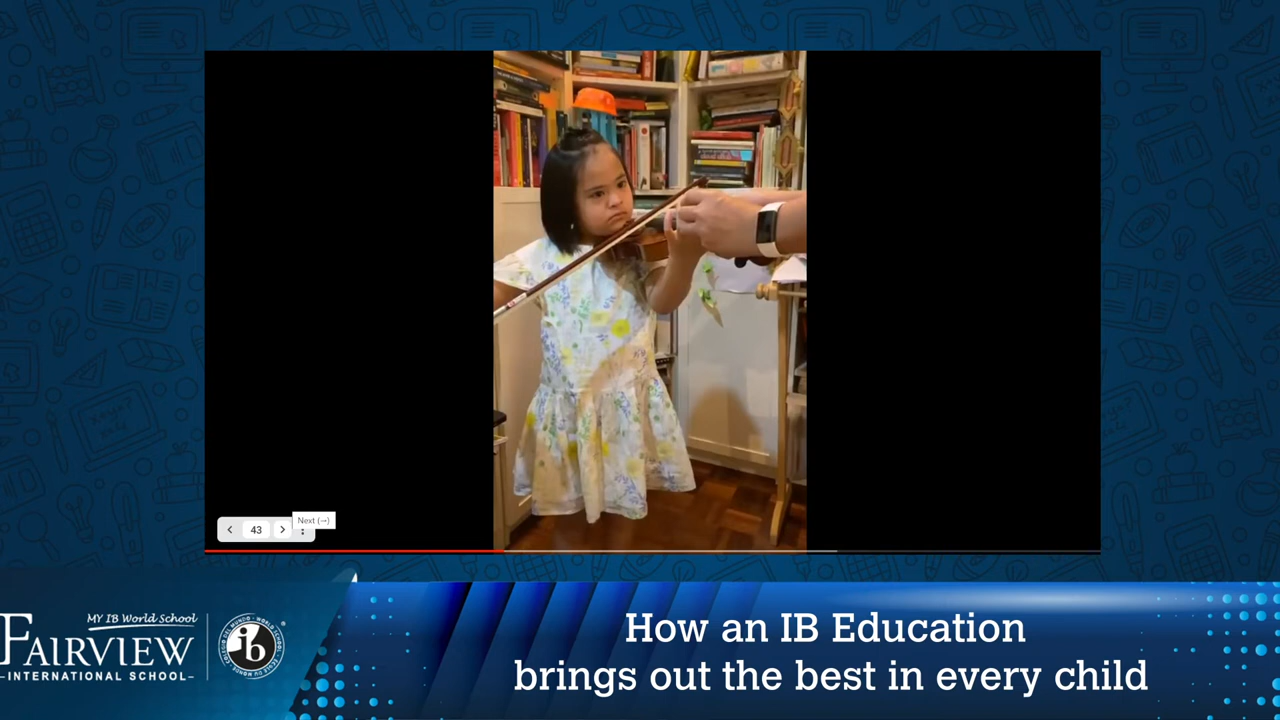 43
Next (→)
MY IB World School
FAIRVIEW
-INTERNATIONAL SCHOOL-
ib
®
How an IB Education
brings out the best in every child